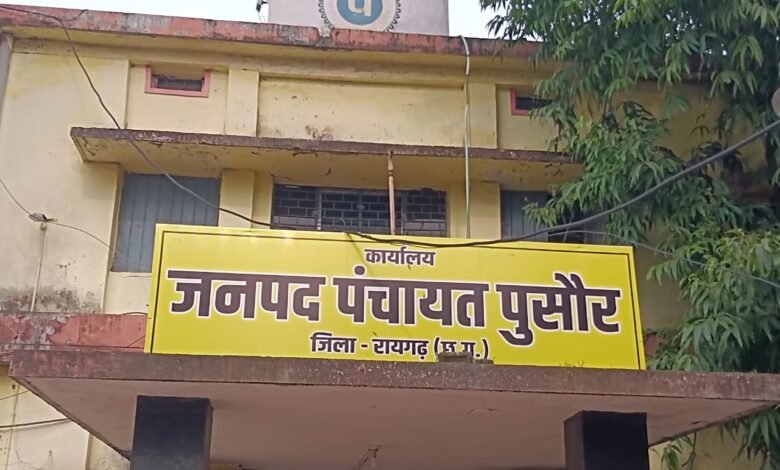 कार्यालय
जनपद पंचायत पुसौर
जिला - रायगढ़ (छ.ग.)